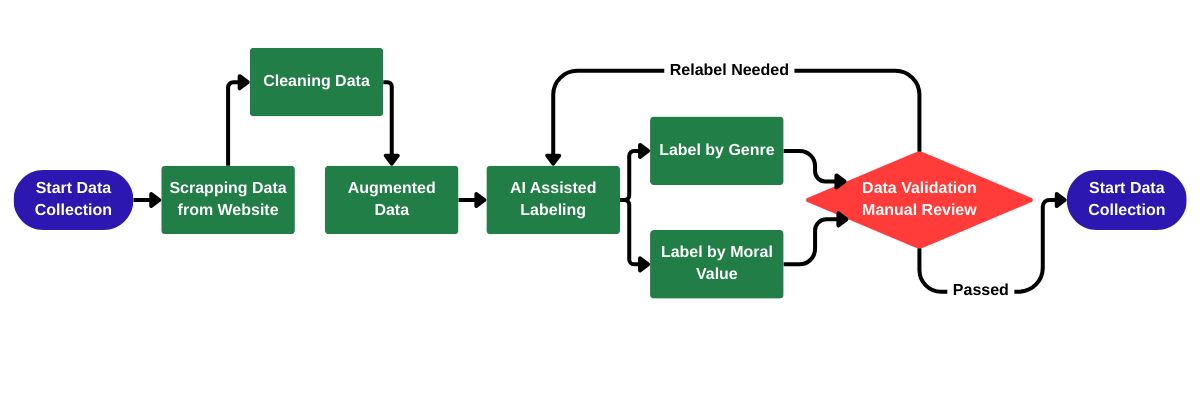 Start Data
Collection
Scrapping Data
from Website
Cleaning Data
Augmented
Data
AI Assisted
Labeling
Relabel Needed
Label by Genre
Label by Moral
Value
Data Validation
Manual Review
Passed
Start Data
Collection